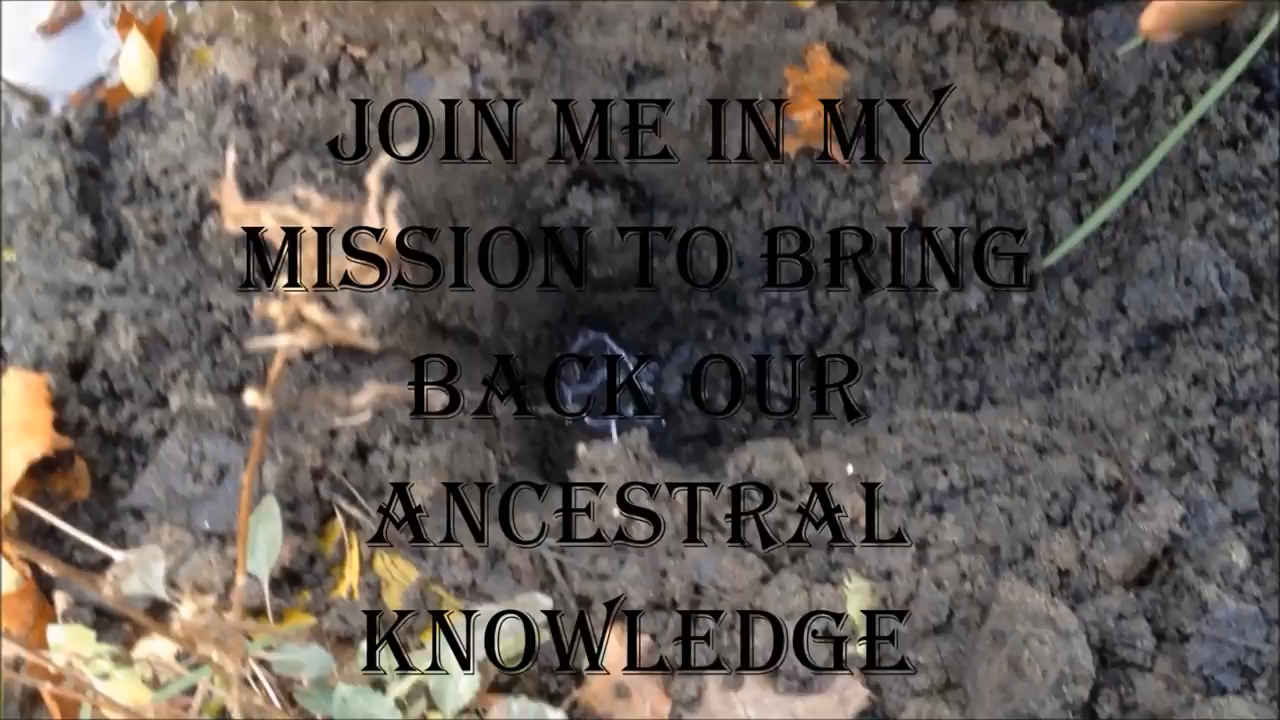 JOIN ME IN MY
MISSION TO BRING
BACK OUR
ANCESTRAL
KNOWLEDGE